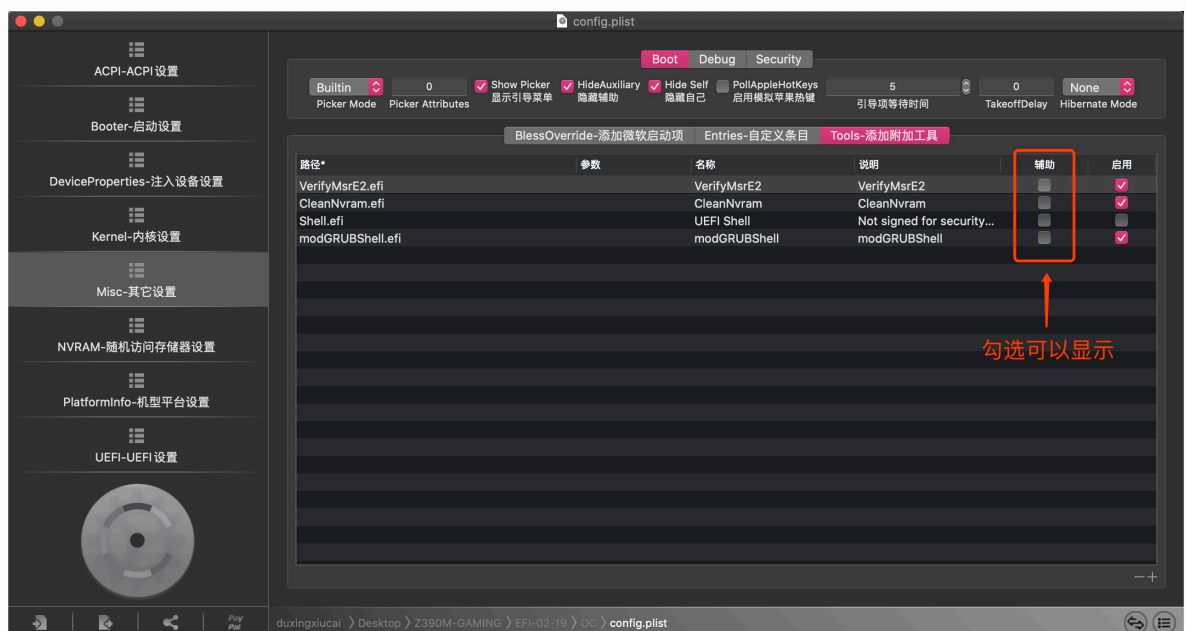 config.plist
ACPI-ACPI设置
Booter-启动设置
DeviceProperties-注入设备设置
Kernel-内核设置
Misc-其它设置
NVRAM-随机访问存储器设置
PlatformInfo-机型平台设置
UEFI-UEFI设置
Pay
Pal
Boot Debug Security
Builtin 0 Show Picker HideAuxiliary Hide Self PollAppleHotKeys 5 0 None
显示引导菜单 隐藏辅助 隐藏自己 启用模拟苹果热键
Picker Mode Picker Attributes 引导项等待时间 TakeoffDelay Hibernate Mode
BlessOverride-添加微软启动项 Entries-自定义条目 Tools-添加附加工具
路径* 参数 名称 说明 辅助 启用
VerifyMsrE2.efi VerifyMsrE2 VerifyMsrE2
CleanNvram.efi CleanNvram CleanNvram
Shell.efi UEFI Shell Not signed for security...
modGRUBShell.efi modGRUBShell modGRUBShell
勾选可以显示
duxingxiucai 〉Desktop 〉Z390M-GAMING 〉EFI-02-19 〉OC 〉config.plist